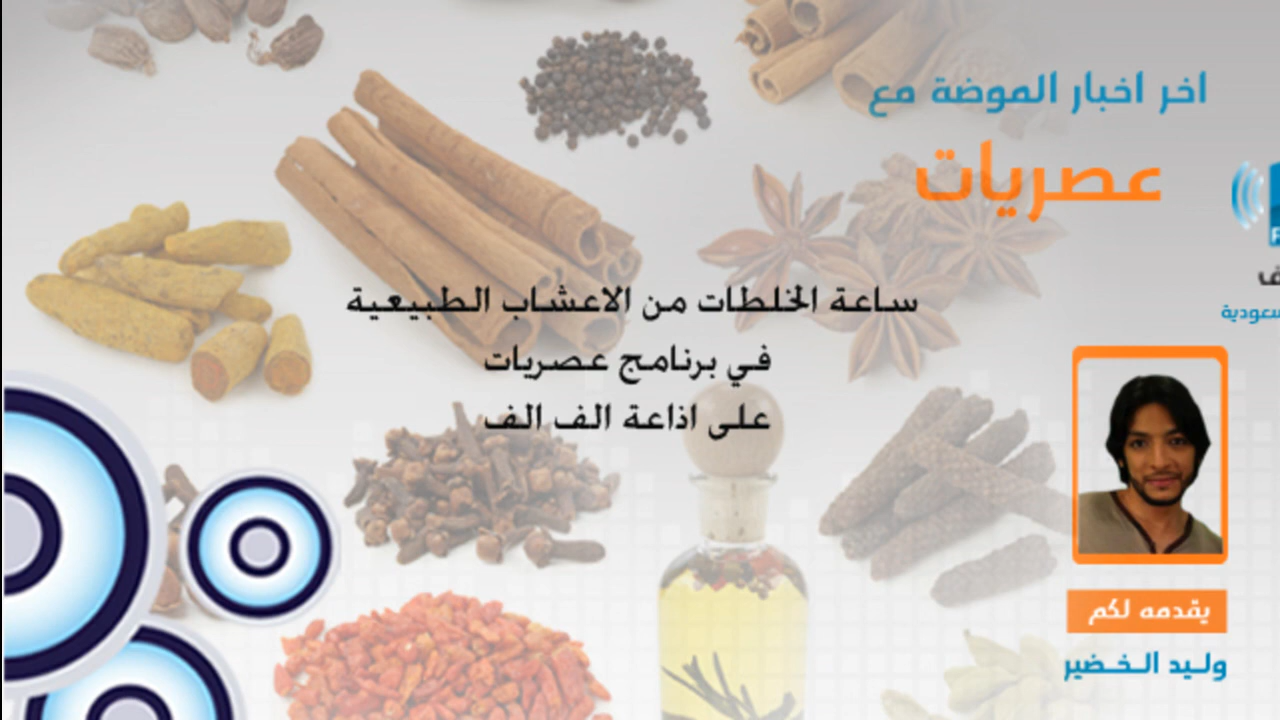 اخر اخبار الموضة مع
عصريات
ساعة الخلطات من الاعشاب الطبيعية
في برنامج عصريات
على اذاعة الف الف
يقدمه لكم
وليد الخضير